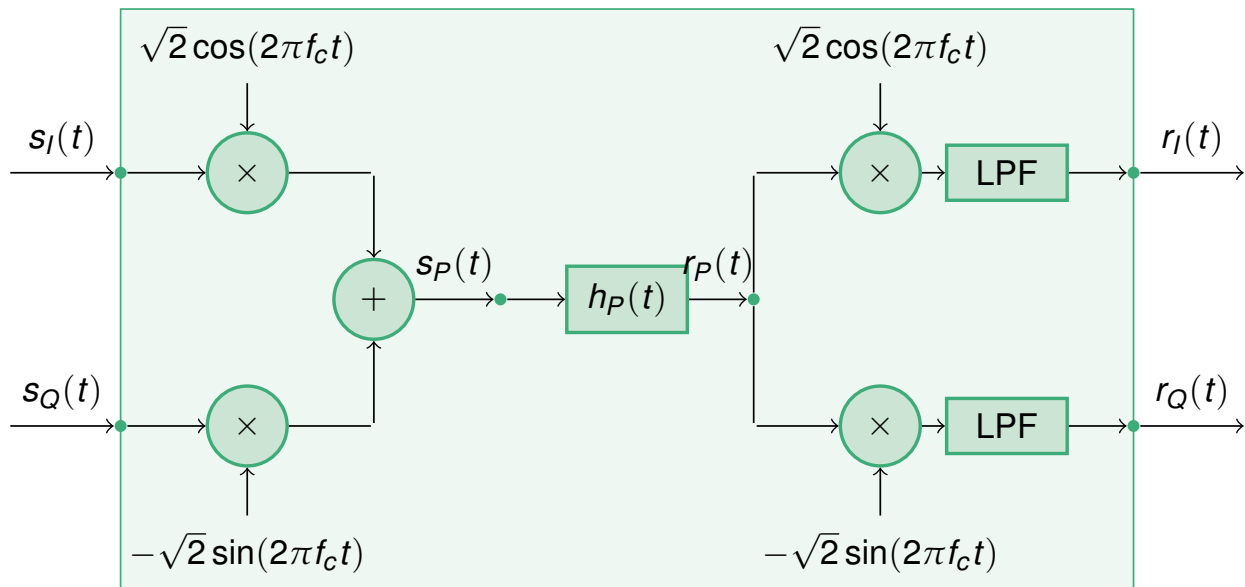 √2 cos(2πf_c t)
√2 cos(2πf_c t)
s_I(t)
×
×
LPF
r_I(t)
+
s_P(t)
h_P(t)
r_P(t)
s_Q(t)
×
×
LPF
r_Q(t)
−√2 sin(2πf_c t)
−√2 sin(2πf_c t)